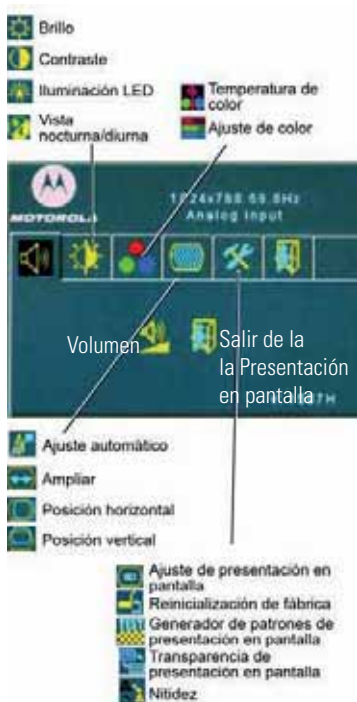 Brillo
Contraste
Iluminación LED
Vista
nocturna/diurna
Temperatura de
color
Ajuste de color
MOTOROLA
1024x768 68.8Hz
Analog Input
Volumen
Salir de la
la Presentación
en pantalla
Ajuste automático
Ampliar
Posición horizontal
Posición vertical
Ajuste de presentación en
pantalla
Reinicialización de fábrica
Generador de patrones de
presentación en pantalla
Transparencia de
presentación en pantalla
Nitidez